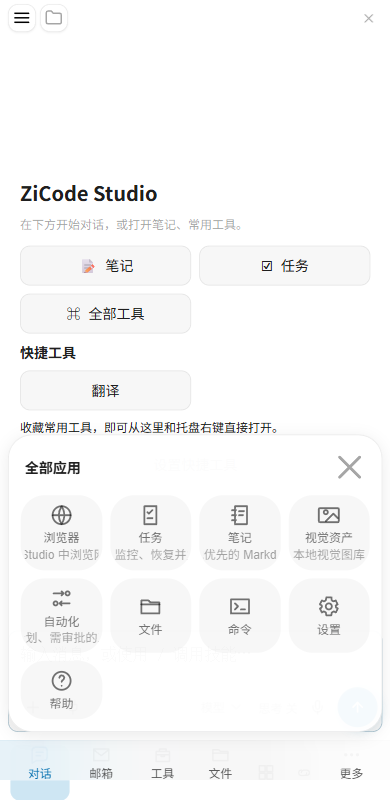 ZiCode Studio
在下方开始对话，或打开笔记、常用工具。
笔记
任务
全部工具
快捷工具
翻译
收藏常用工具，即可从这里和托盘右键直接打开。
全部应用
浏览器
任务
笔记
视觉资产
Studio 中浏览
监控、恢复并
优先的 Markd
本地视觉图库
自动化
文件
命令
设置
划、需审批的
帮助
对话
邮箱
工具
文件
更多